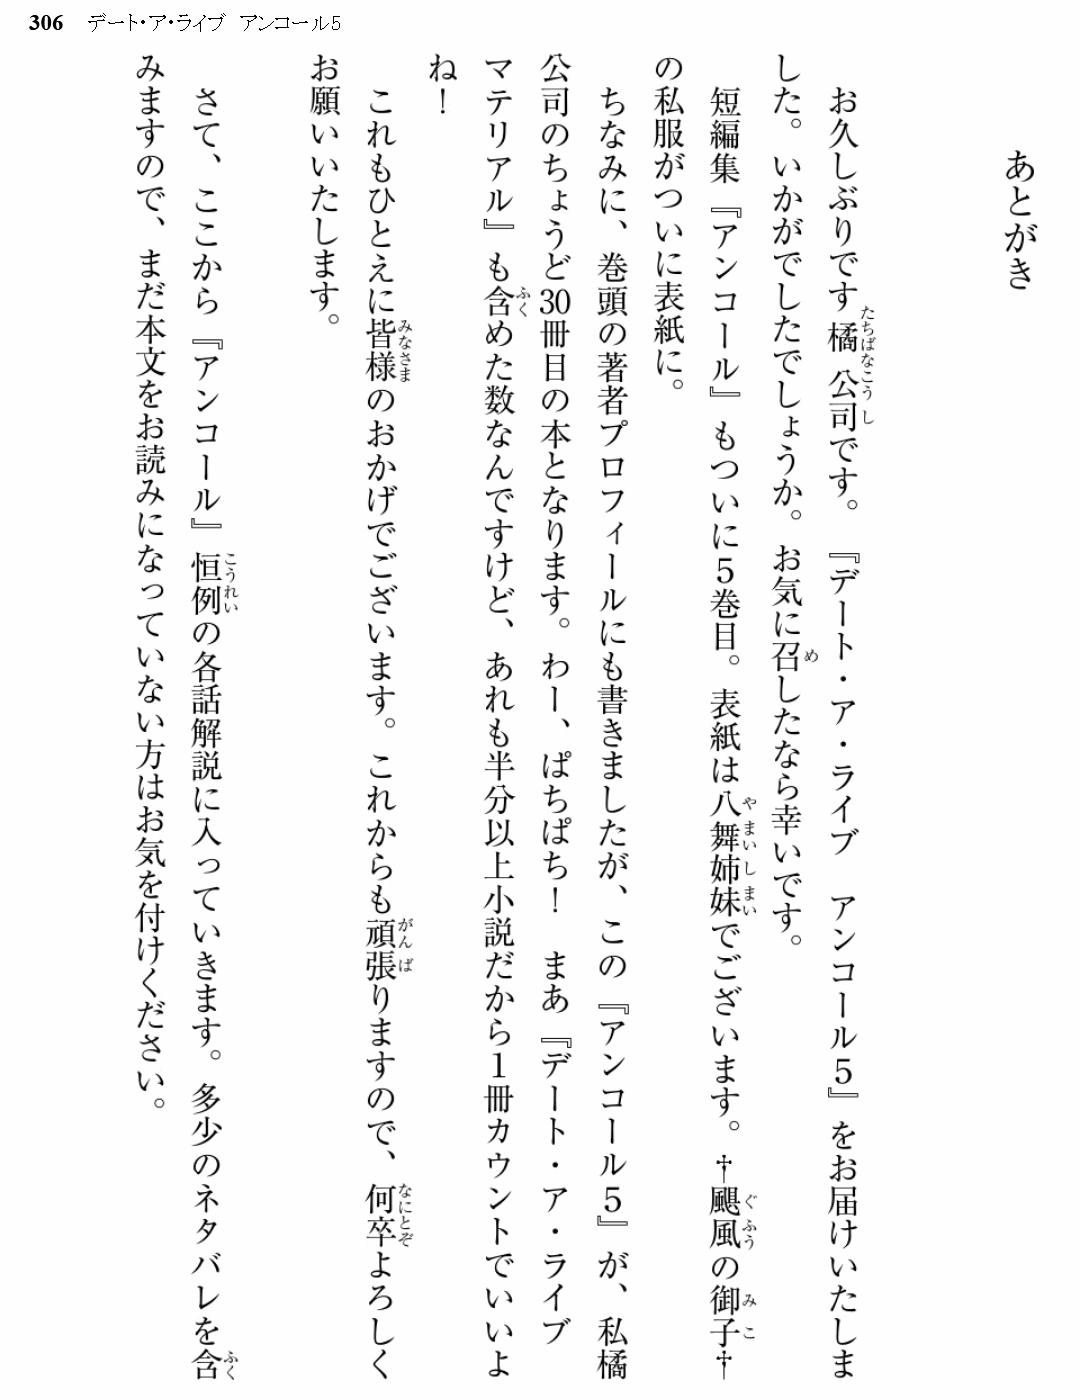 306　デート・ア・ライブ　アンコール5
あとがき
　お久しぶりです橘公司です。『デート・ア・ライブ　アンコール5』をお届けいたしま
した。いかがでしたでしょうか。お気に召したなら幸いです。
　短編集『アンコール』もついに5巻目。表紙は八舞姉妹でございます。†颶風の御子†
の私服がついに表紙に。
　ちなみに、巻頭の著者プロフィールにも書きましたが、この『アンコール5』が、私橘
公司のちょうど30冊目の本となります。わー、ぱちぱち！　まあ『デート・ア・ライブ
マテリアル』も含めた数なんですけど、あれも半分以上小説だから1冊カウントでいいよ
ね！
　これもひとえに皆様のおかげでございます。これからも頑張りますので、何卒よろしく
お願いいたします。
　さて、ここから『アンコール』恒例の各話解説に入っていきます。多少のネタバレを含
みますので、まだ本文をお読みになっていない方はお気を付けください。